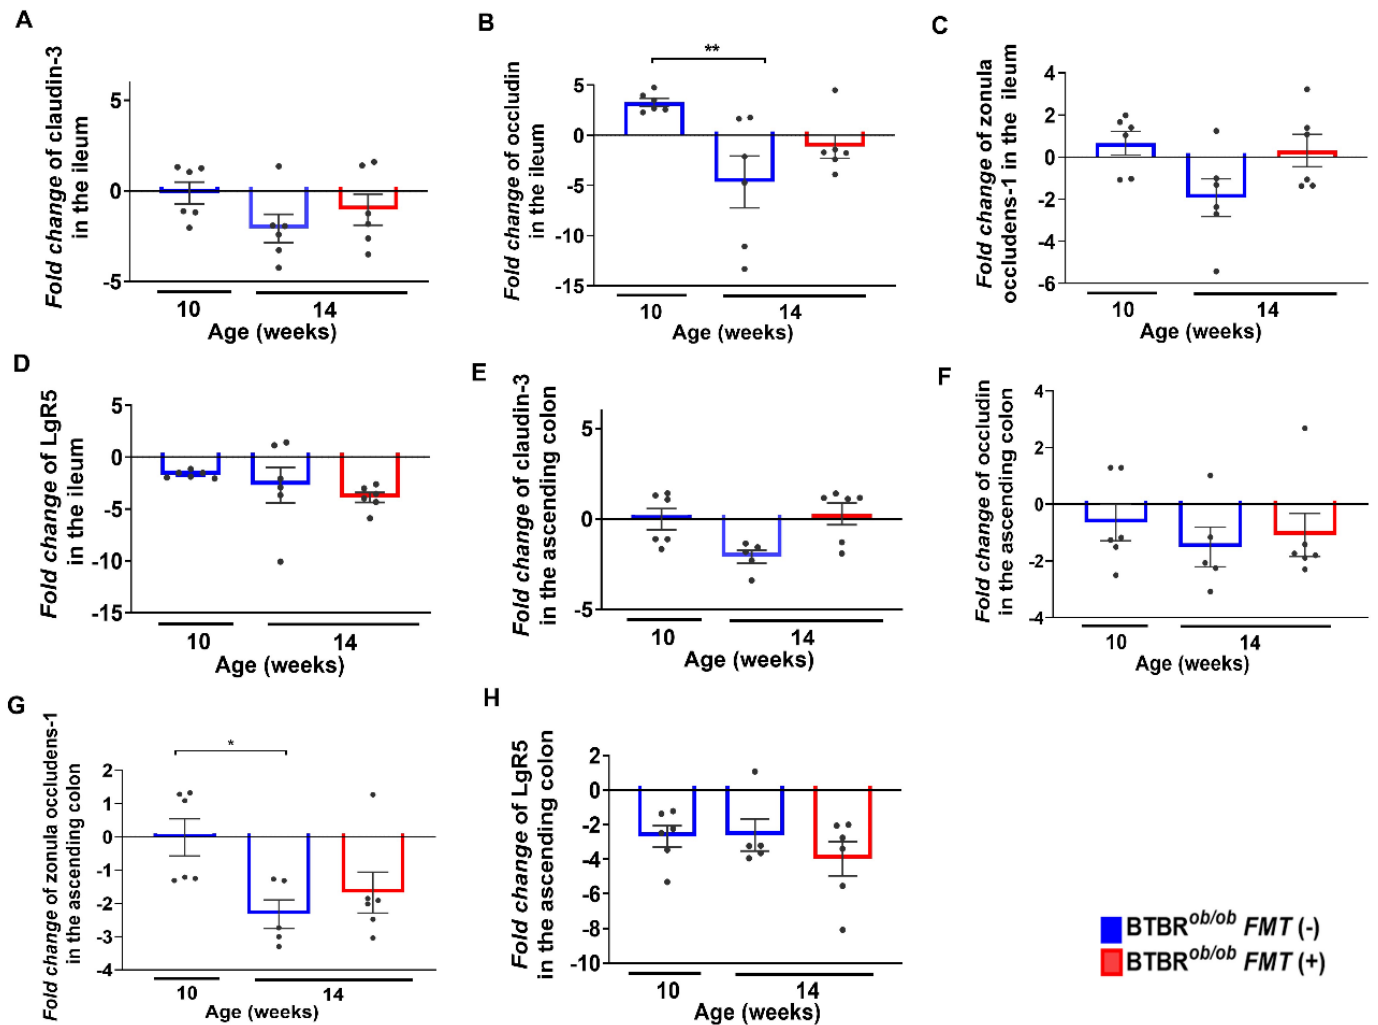 A
Fold change of claudin-3
in the ileum
5
0
-5
10
14
Age (weeks)
B
**
Fold change of occludin
in the ileum
5
0
-5
-10
-15
10
14
Age (weeks)
C
Fold change of zonula
occludens-1 in the ileum
4
2
0
-2
-4
-6
10
14
Age (weeks)
D
Fold change of LgR5
in the ileum
5
0
-5
-10
-15
10
14
Age (weeks)
E
Fold change of claudin-3
in the ascending colon
5
0
-5
10
14
Age (weeks)
F
Fold change of occludin
in the ascending colon
4
2
0
-2
-4
10
14
Age (weeks)
G
*
Fold change of zonula occludens-1
in the ascending colon
2
1
0
-1
-2
-3
-4
10
14
Age (weeks)
H
Fold change of LgR5
in the ascending colon
2
0
-2
-4
-6
-8
-10
10
14
Age (weeks)
BTBR ob/ob FMT (-)
BTBR ob/ob FMT (+)